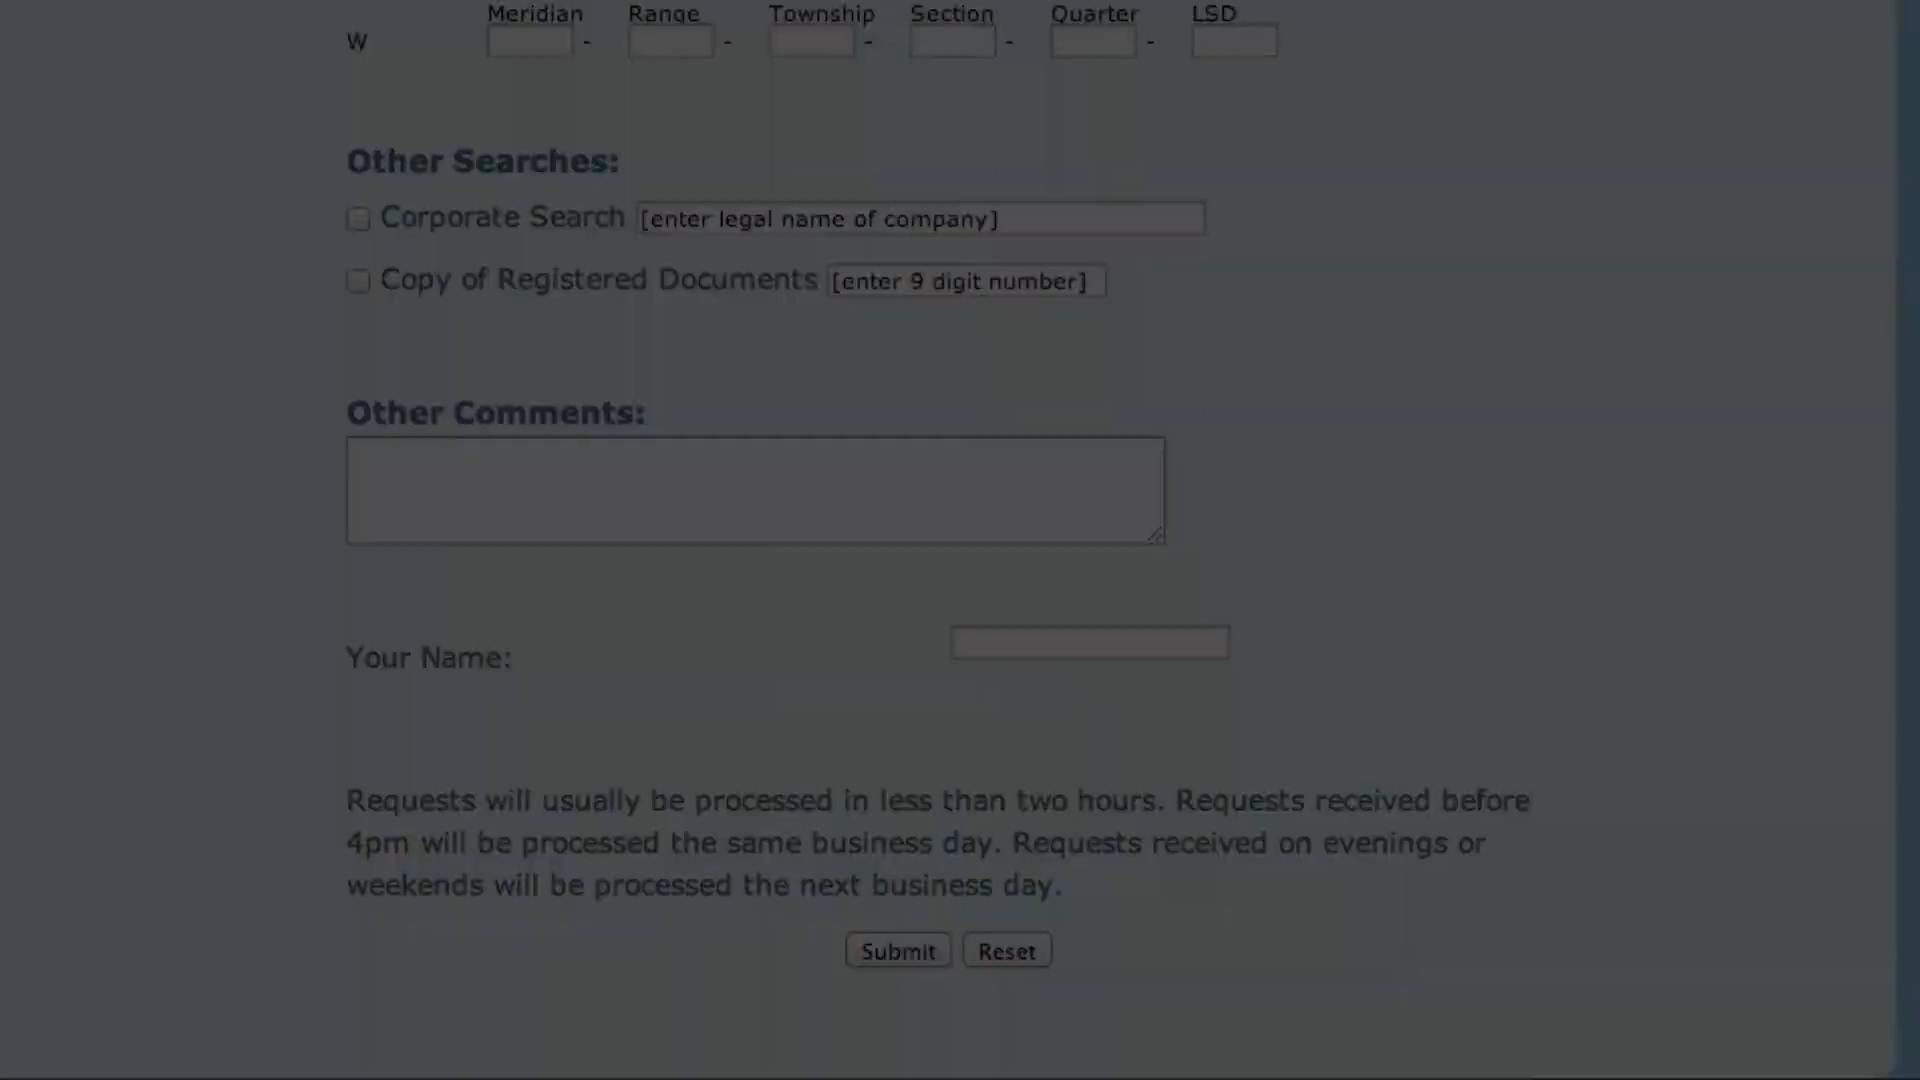 Meridian Range Township Section Quarter LSD
W - - - - -
Other Searches:
Corporate Search [enter legal name of company]
Copy of Registered Documents [enter 9 digit number]
Other Comments:
Your Name:
Requests will usually be processed in less than two hours. Requests received before
4pm will be processed the same business day. Requests received on evenings or
weekends will be processed the next business day.
Submit Reset